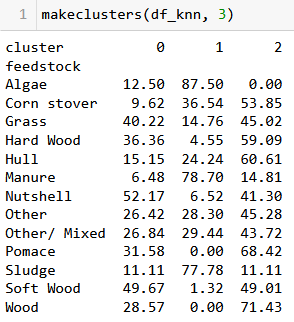 1 makeclusters(df_knn, 3)
cluster 0 1 2
feedstock
Algae 12.50 87.50 0.00
Corn stover 9.62 36.54 53.85
Grass 40.22 14.76 45.02
Hard Wood 36.36 4.55 59.09
Hull 15.15 24.24 60.61
Manure 6.48 78.70 14.81
Nutshell 52.17 6.52 41.30
Other 26.42 28.30 45.28
Other/ Mixed 26.84 29.44 43.72
Pomace 31.58 0.00 68.42
Sludge 11.11 77.78 11.11
Soft Wood 49.67 1.32 49.01
Wood 28.57 0.00 71.43